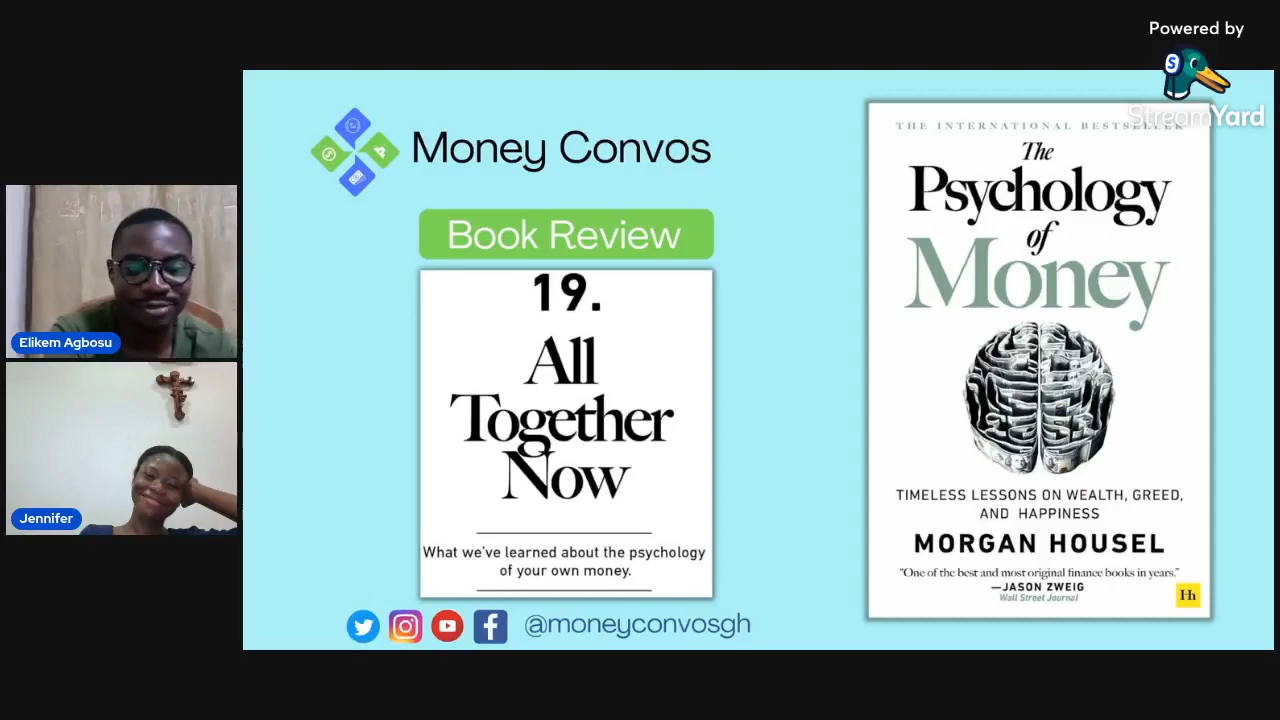 Powered by
S
StreamYard
Money Convos
Book Review
19.
All
Together
Now
What we've learned about the psychology
of your own money.
@moneyconvosgh
THE INTERNATIONAL BESTSELLER
The
Psychology
of
Money
TIMELESS LESSONS ON WEALTH, GREED,
AND HAPPINESS
MORGAN HOUSEL
"One of the best and most original finance books in years."
—JASON ZWEIG
Wall Street Journal
Hh
Elikem Agbosu
Jennifer